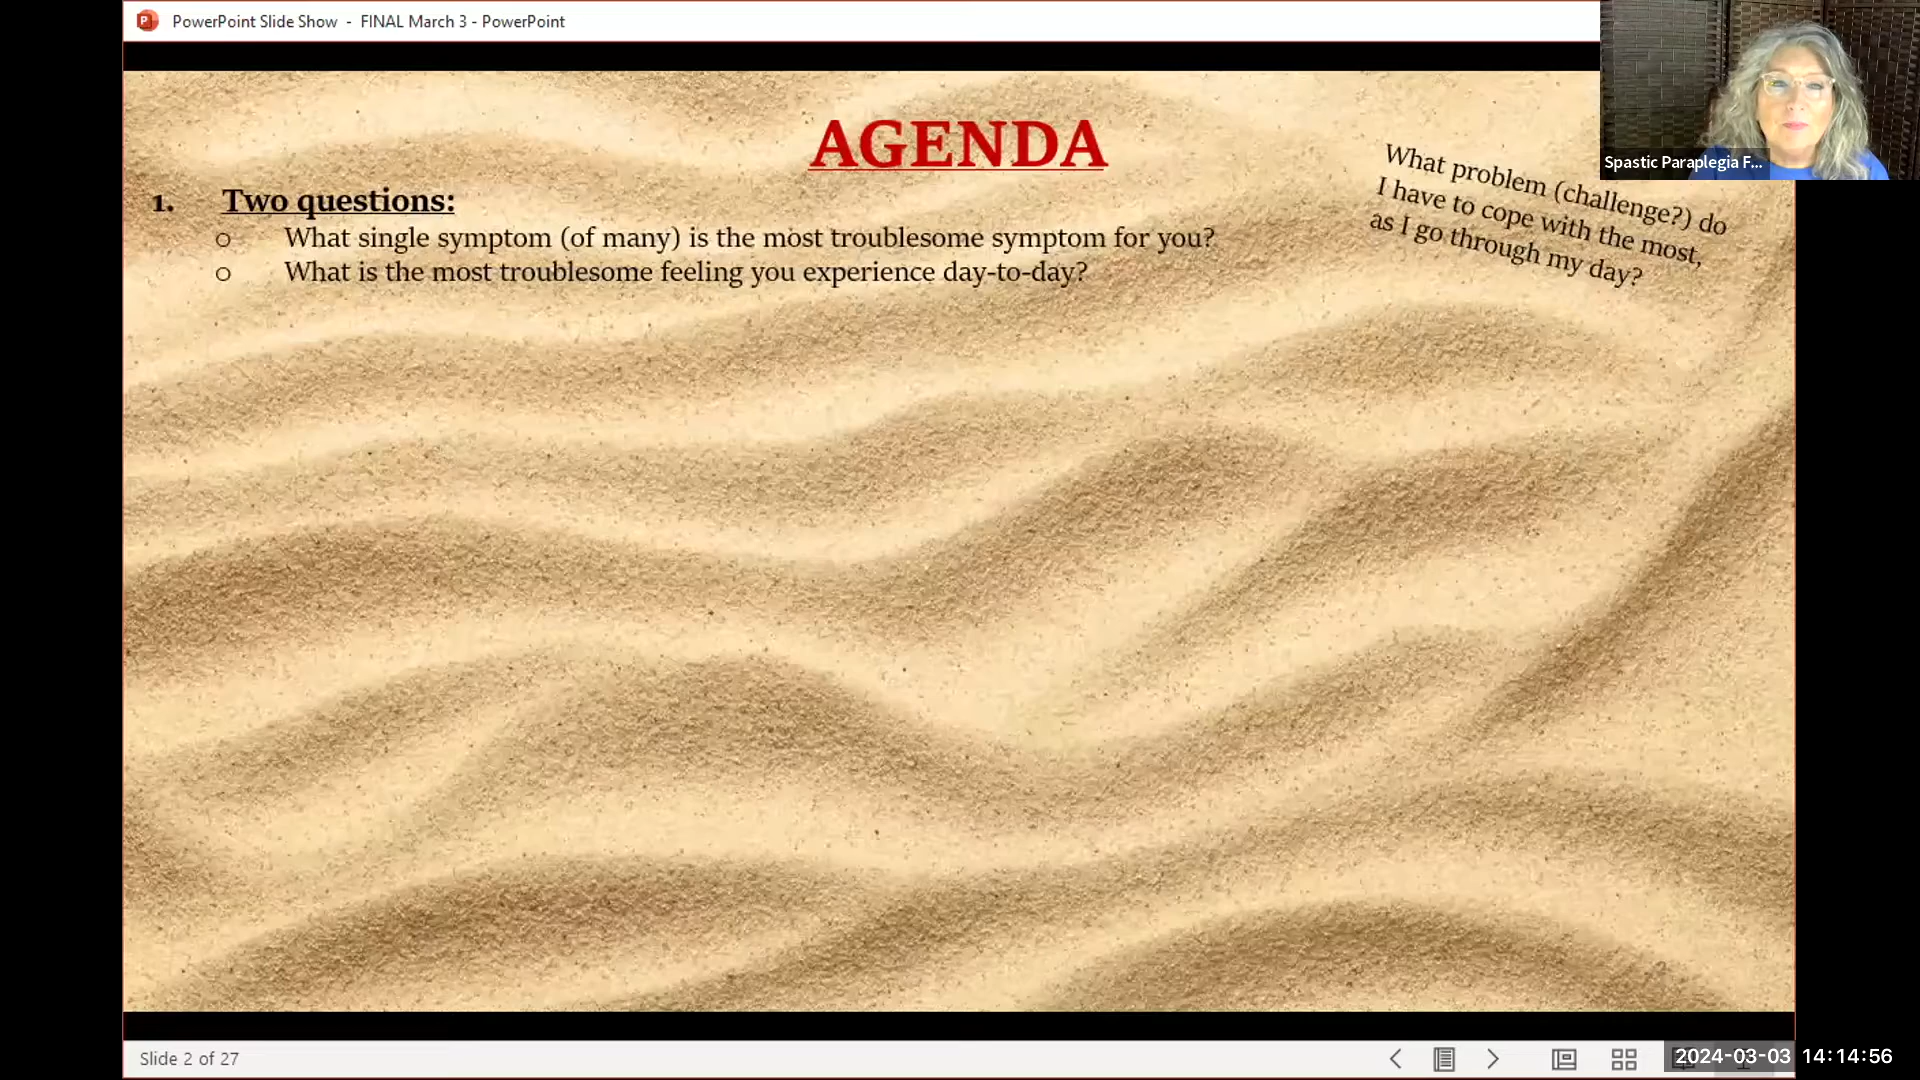 PowerPoint Slide Show - FINAL March 3 - PowerPoint
AGENDA
1. Two questions:
o What single symptom (of many) is the most troublesome symptom for you?
o What is the most troublesome feeling you experience day-to-day?
What problem (challenge?) do
I have to cope with the most,
as I go through my day?
Spastic Paraplegia F...
Slide 2 of 27
2024-03-03 14:14:56